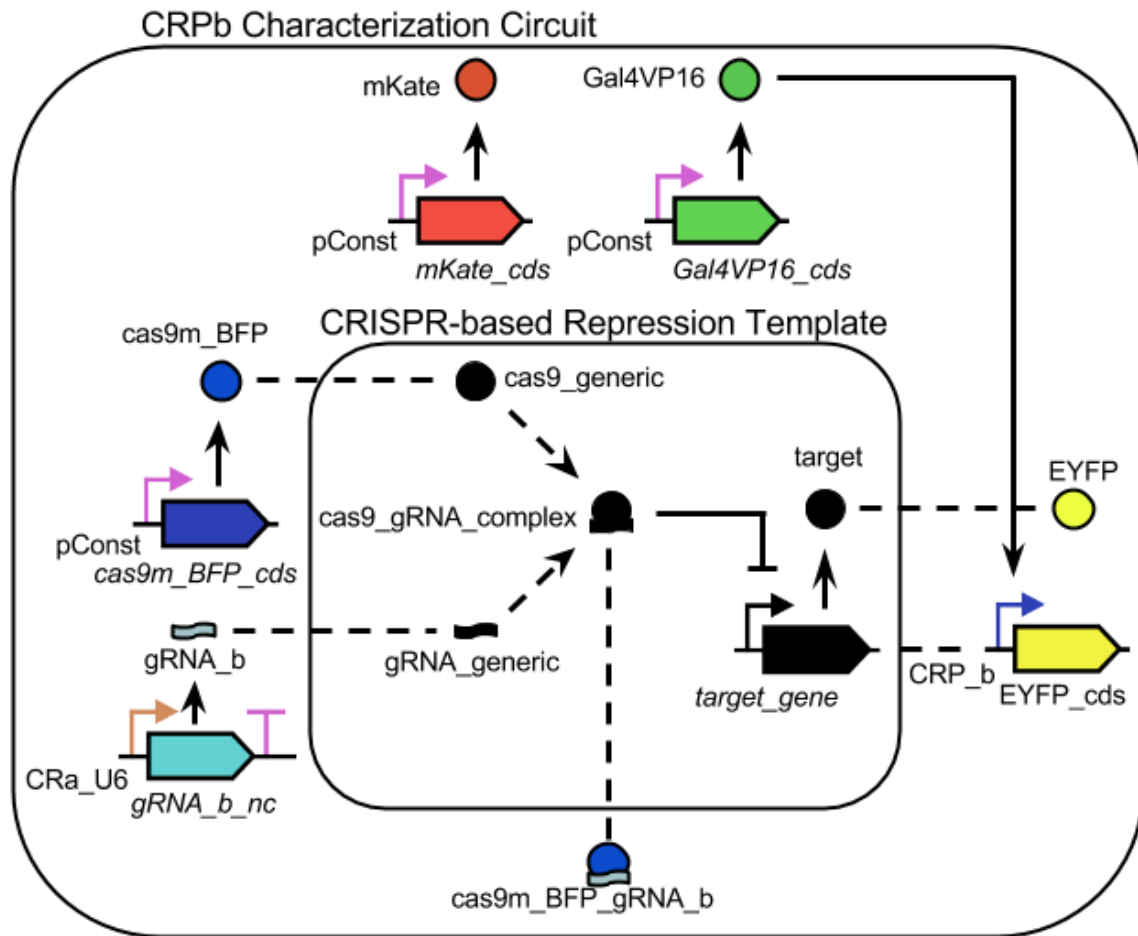 CRPb Characterization Circuit
mKate
Gal4VP16
pConst
mKate_cds
pConst
Gal4VP16_cds
cas9m_BFP
CRISPR-based Repression Template
cas9_generic
target
EYFP
cas9_gRNA_complex
pConst
cas9m_BFP_cds
gRNA_b
gRNA_generic
target_gene
CRP_b
EYFP_cds
CRa_U6
gRNA_b_nc
cas9m_BFP_gRNA_b